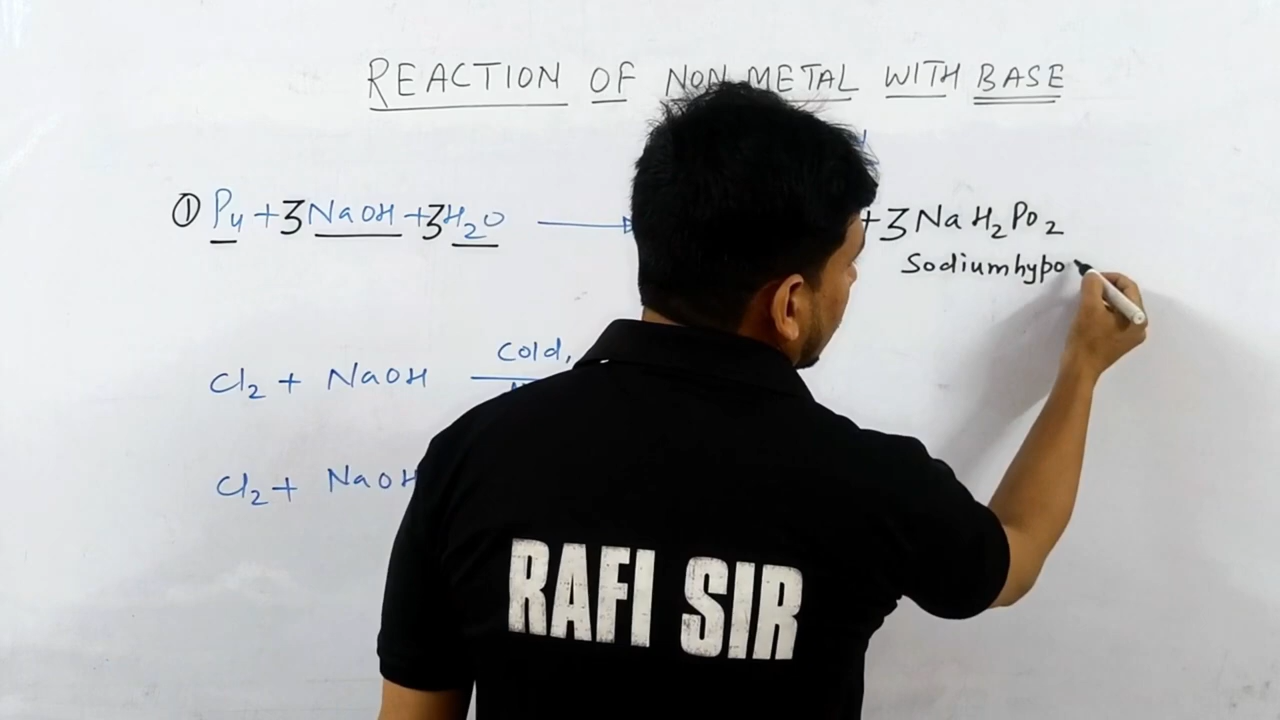 REACTION OF NON METAL WITH BASE
① P₄ + 3NaOH + 3H₂O ⟶ + 3NaH₂PO₂
Sodiumhypo
Cl₂ + NaOH cold,
Cl₂ + NaOH
RAFI SIR